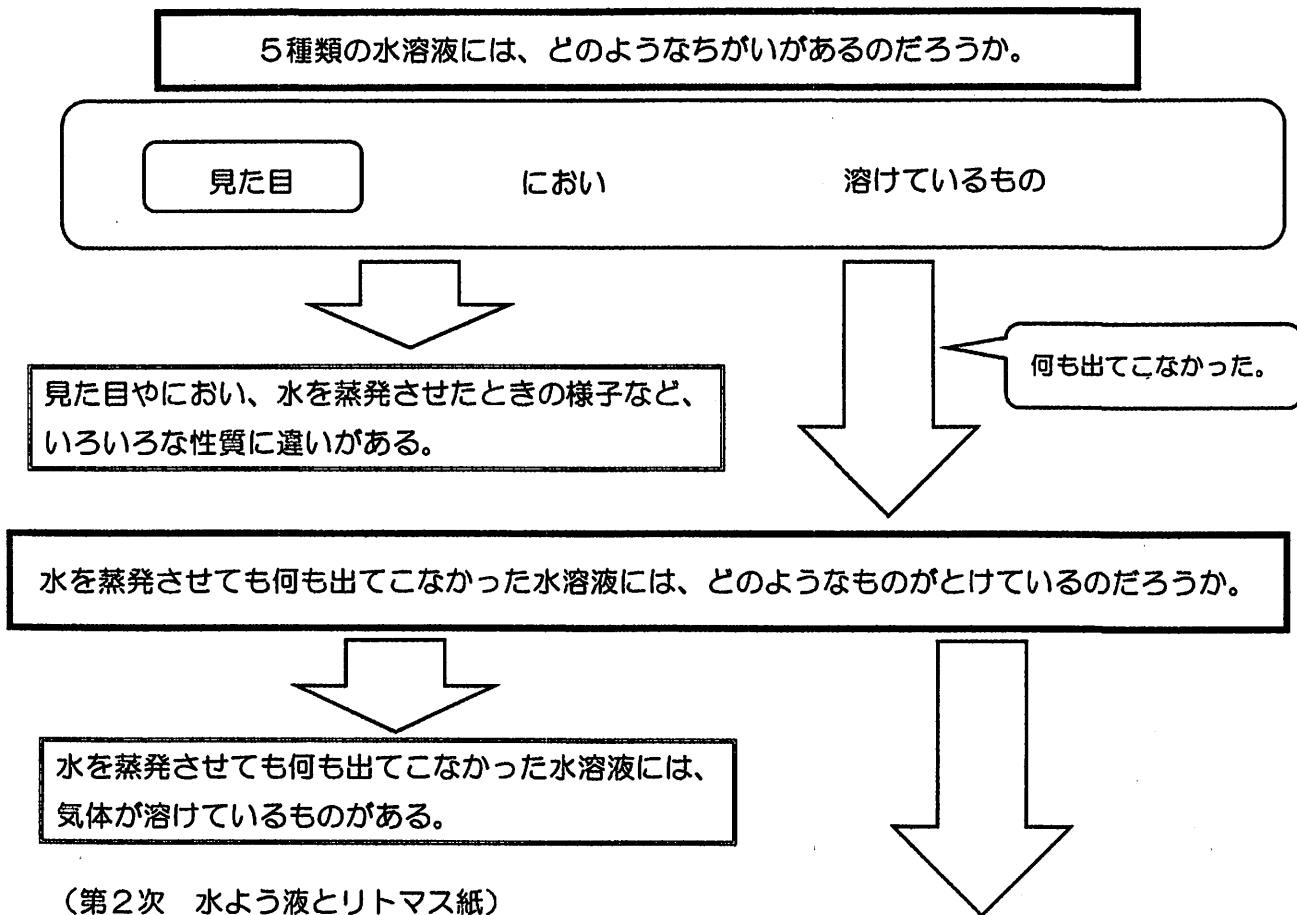 ５種類の水溶液には、どのようなちがいがあるのだろうか。
見た目 におい 溶けているもの
何も出てこなかった。
見た目やにおい、水を蒸発させたときの様子など、
いろいろな性質に違いがある。
水を蒸発させても何も出てこなかった水溶液には、どのようなものがとけているのだろうか。
水を蒸発させても何も出てこなかった水溶液には、
気体が溶けているものがある。
（第２次　水よう液とリトマス紙）